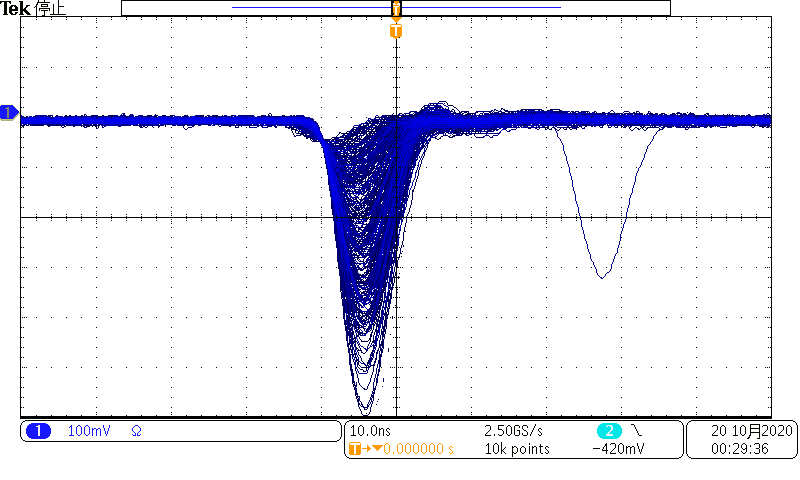 Tek 停止
T
T
1
1 100mV Ω
10.0ns 2.50GS/s 2
T→▼0.000000 s 10k points −420mV
20 10月2020
00:29:36